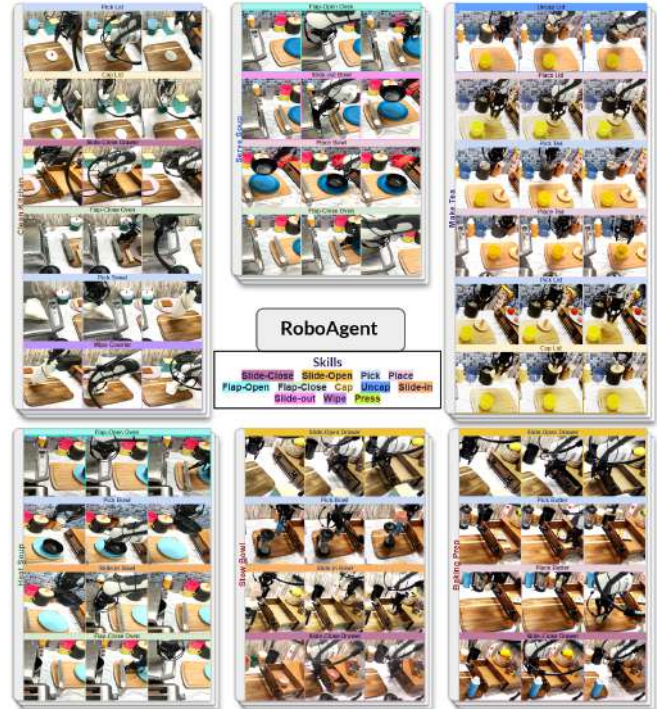 Pick Lid
Cap Lid
Slide-Close Drawer
Flap-Close Oven
Pick Towel
Wipe Counter
Clean Kitchen
Flap-Open Oven
Slide-out Bowl
Place Bowl
Flap-Close Oven
Serve Soup
Uncap Lid
Place Lid
Pick Tea
Place Tea
Pick Lid
Cap Lid
Make Tea
RoboAgent
Skills
Slide-Close Slide-Open Pick Place
Flap-Open Flap-Close Cap Uncap Slide-in
Slide-out Wipe Press
Flap-Open Oven
Pick Bowl
Slide-in Bowl
Flap-Close Oven
Heat Soup
Slide-Open Drawer
Pick Bowl
Slide-in Bowl
Slide-Close Drawer
Stow Bowl
Slide-Open Drawer
Pick Butter
Place Butter
Slide-Close Drawer
Baking Prep